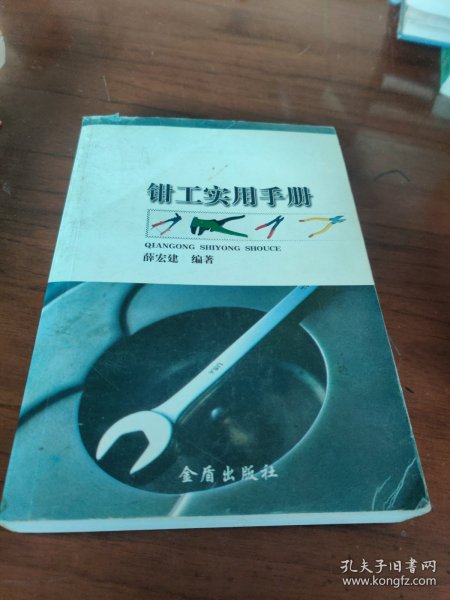 钳工实用手册
QIANGONG SHIYONG SHOUCE
薛宏建 编著
金盾出版社
孔夫子旧书网
www.kongfz.com